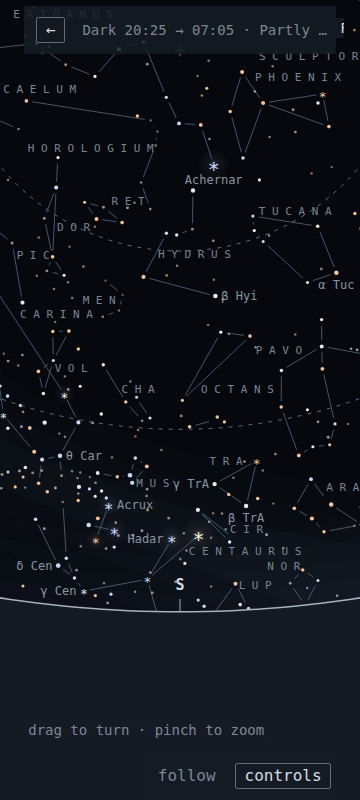 ERIDANUS
← Dark 20:25 → 07:05 · Partly …
SCULPTOR
PHOENIX
CAELUM
HOROLOGIUM
Achernar
RET
TUCANA
DOR
HYDRUS
PIC
α Tuc
MEN
β Hyi
CARINA
PAVO
VOL
CHA
OCTANS
θ Car
TRA
MUS γ TrA
ARA
Acrux
β TrA
CIR
Hadar
CENTAURUS
NOR
δ Cen
S
LUP
γ Cen
drag to turn · pinch to zoom
follow controls